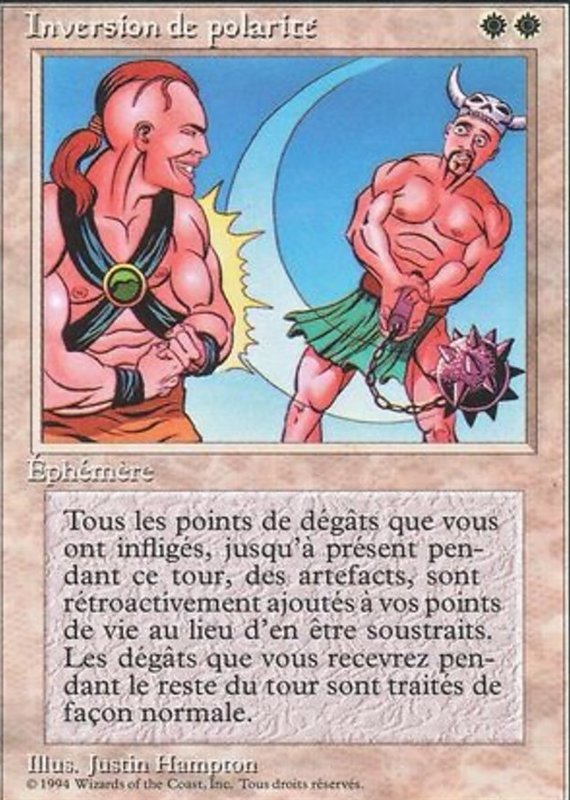 Inversion de polarité
Éphémère
Tous les points de dégâts que vous
ont infligés, jusqu'à présent pen-
dant ce tour, des artefacts, sont
rétroactivement ajoutés à vos points
de vie au lieu d'en être soustraits.
Les dégâts que vous recevrez pen-
dant le reste du tour sont traités de
façon normale.
Illus. Justin Hampton
©1994 Wizards of the Coast, Inc. Tous droits réservés.